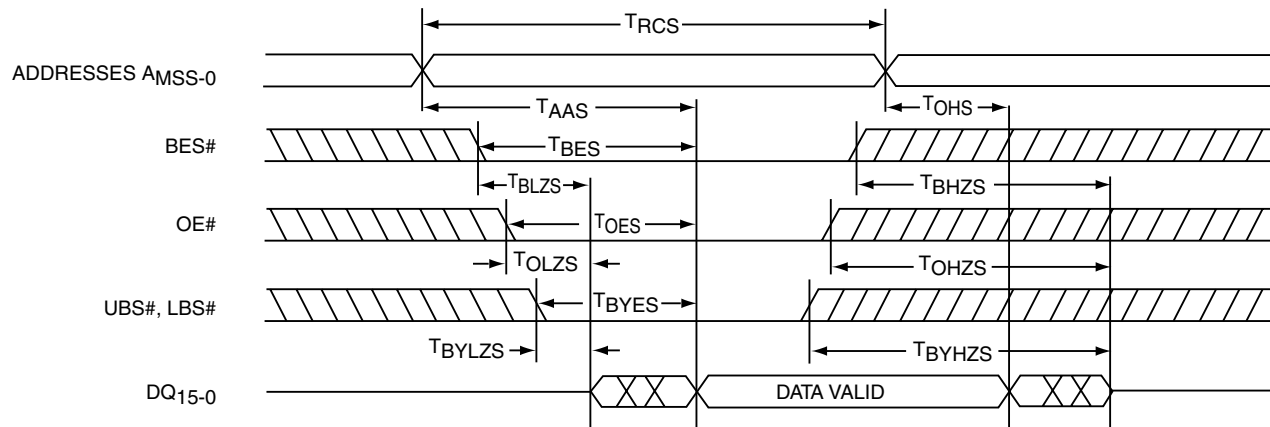 TRCS
ADDRESSES AMSS-0
TAAS
TOHS
BES#
TBES
TBLZS
TBHZS
OE#
TOES
TOLZS
TOHZS
UBS#, LBS#
TBYES
TBYLZS
TBYHZS
DQ15-0
DATA VALID